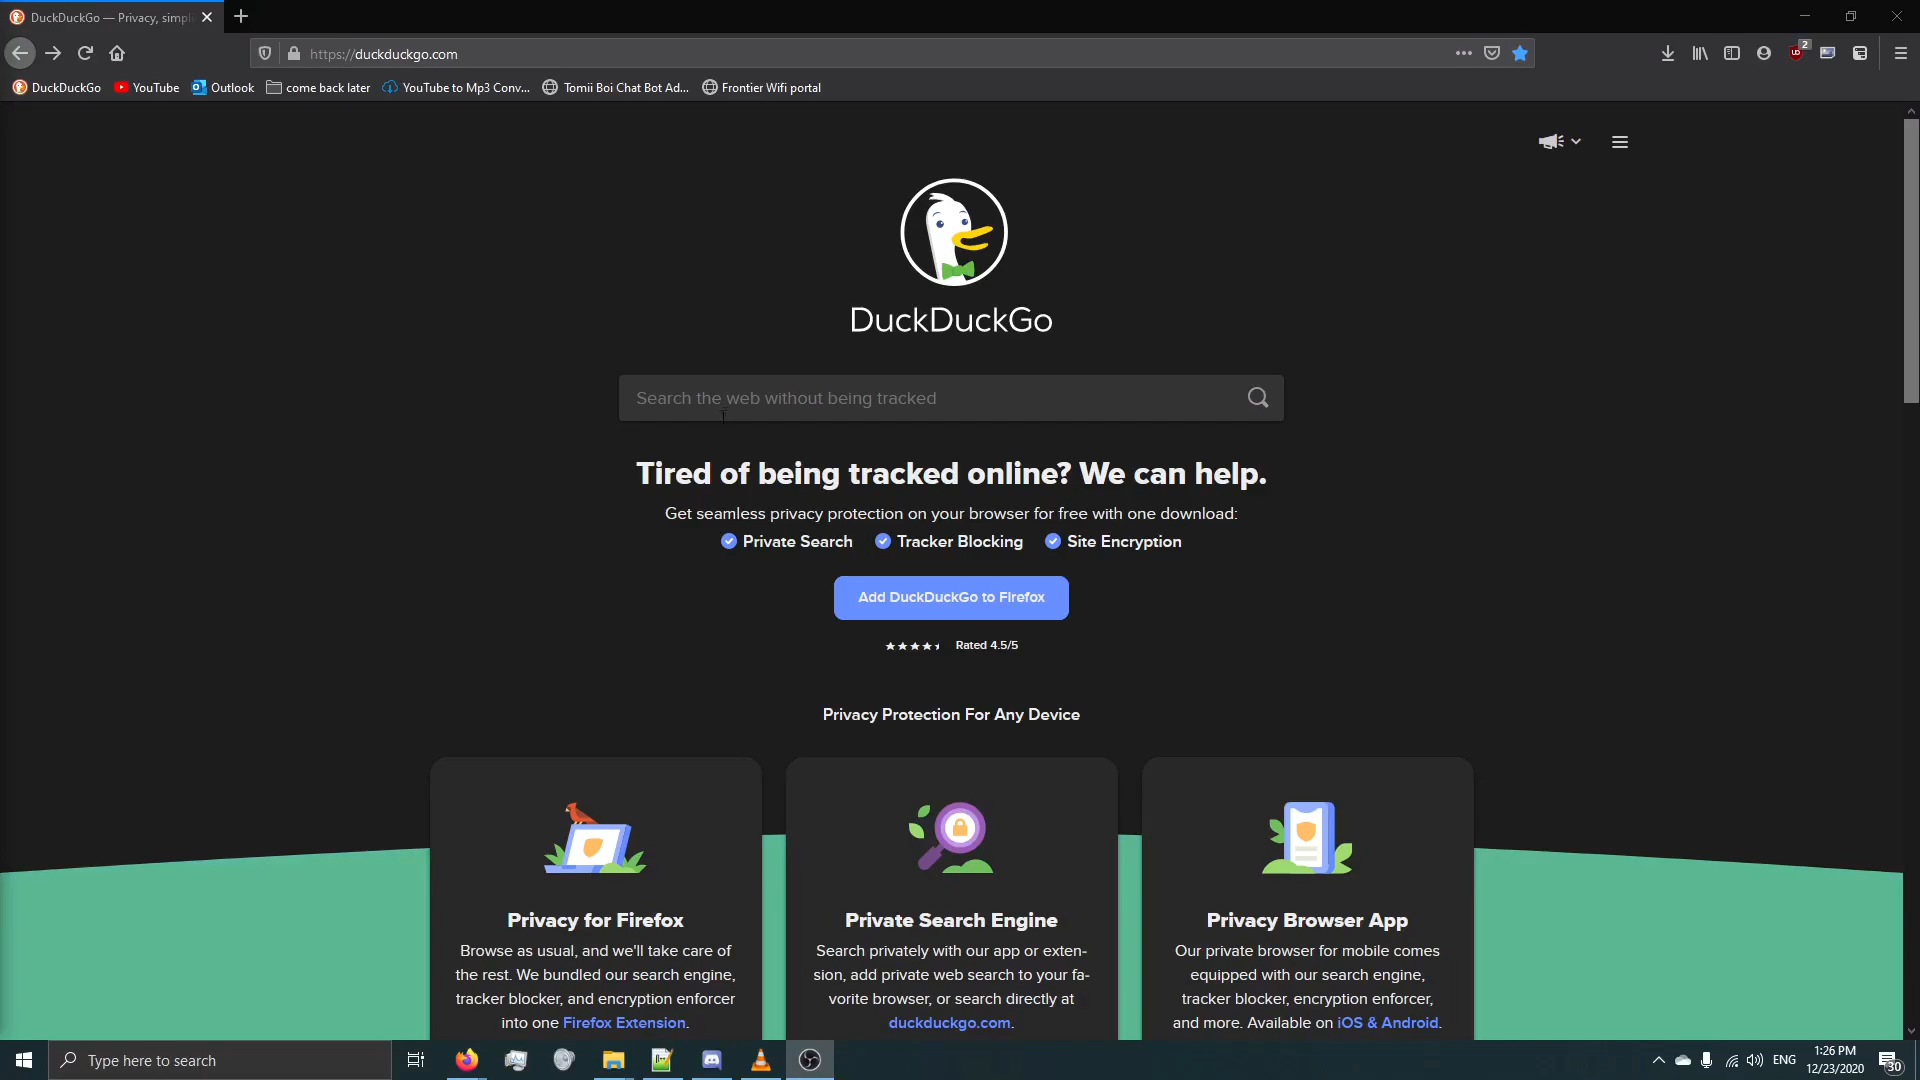 DuckDuckGo — Privacy, simpl
https://duckduckgo.com
2
DuckDuckGo YouTube Outlook come back later YouTube to Mp3 Conv... Tomii Boi Chat Bot Ad... Frontier Wifi portal
DuckDuckGo
Search the web without being tracked
Tired of being tracked online? We can help.
Get seamless privacy protection on your browser for free with one download:
Private Search Tracker Blocking Site Encryption
Add DuckDuckGo to Firefox
Rated 4.5/5
Privacy Protection For Any Device
Privacy for Firefox
Browse as usual, and we'll take care of
the rest. We bundled our search engine,
tracker blocker, and encryption enforcer
into one Firefox Extension.
Private Search Engine
Search privately with our app or exten-
sion, add private web search to your fa-
vorite browser, or search directly at
duckduckgo.com.
Privacy Browser App
Our private browser for mobile comes
equipped with our search engine,
tracker blocker, encryption enforcer,
and more. Available on iOS & Android.
Type here to search
ENG
1:26 PM
12/23/2020
30